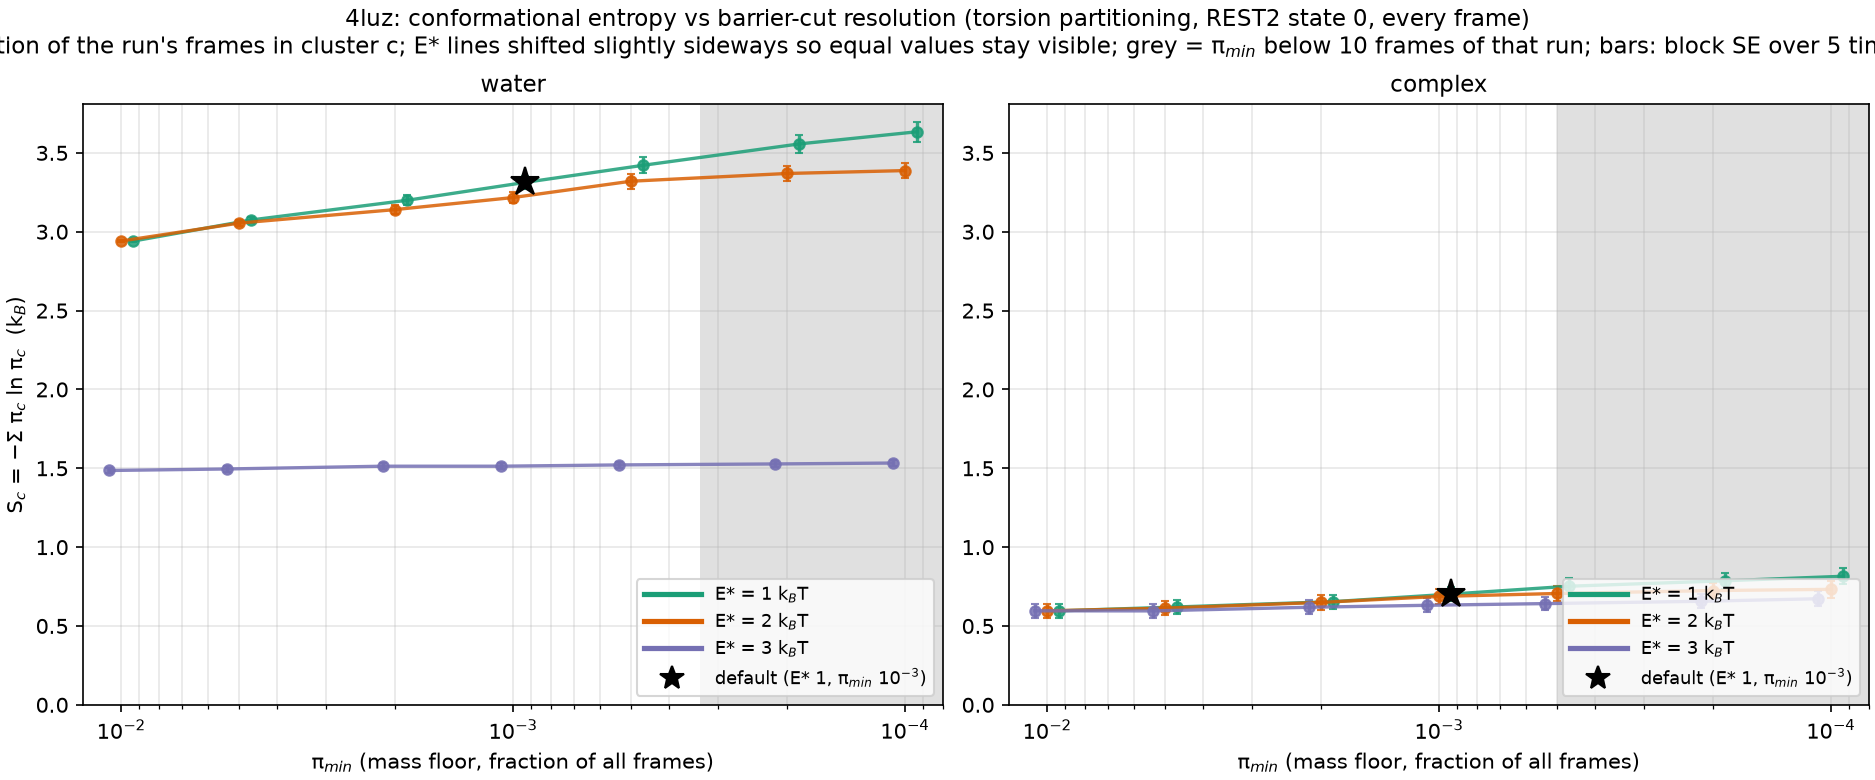 4luz: conformational entropy vs barrier-cut resolution (torsion partitioning, REST2 state 0, every frame)
tion of the run's frames in cluster c; E* lines shifted slightly sideways so equal values stay visible; grey = π_min below 10 frames of that run; bars: block SE over 5 tin
water
complex
S_c = −Σ π_c ln π_c (k_B)
3.5
3.0
2.5
2.0
1.5
1.0
0.5
0.0
10⁻²
10⁻³
10⁻⁴
π_min (mass floor, fraction of all frames)
E* = 1 k_BT
E* = 2 k_BT
E* = 3 k_BT
default (E* 1, π_min 10⁻³)
3.5
3.0
2.5
2.0
1.5
1.0
0.5
0.0
10⁻²
10⁻³
10⁻⁴
π_min (mass floor, fraction of all frames)
E* = 1 k_BT
E* = 2 k_BT
E* = 3 k_BT
default (E* 1, π_min 10⁻³)